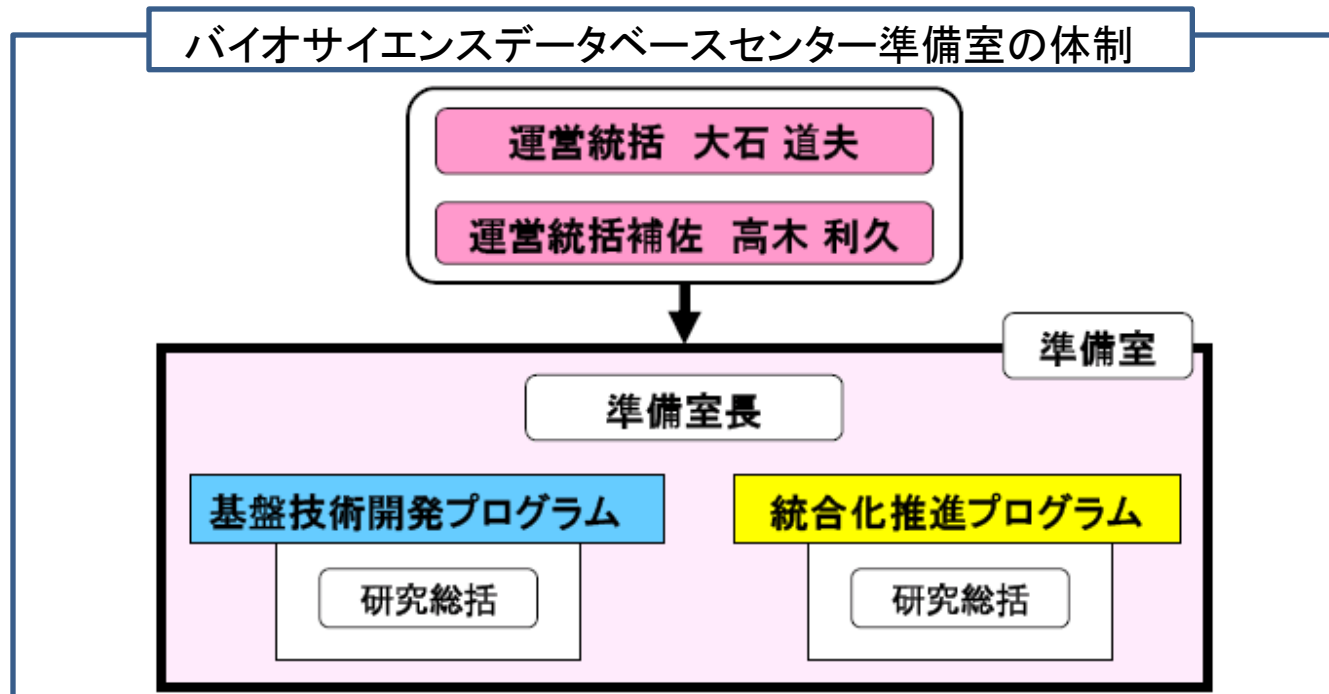 バイオサイエンスデータベースセンター準備室の体制
運営統括 大石 道夫
運営統括補佐 高木 利久
準備室
準備室長
基盤技術開発プログラム
統合化推進プログラム
研究総括
研究総括